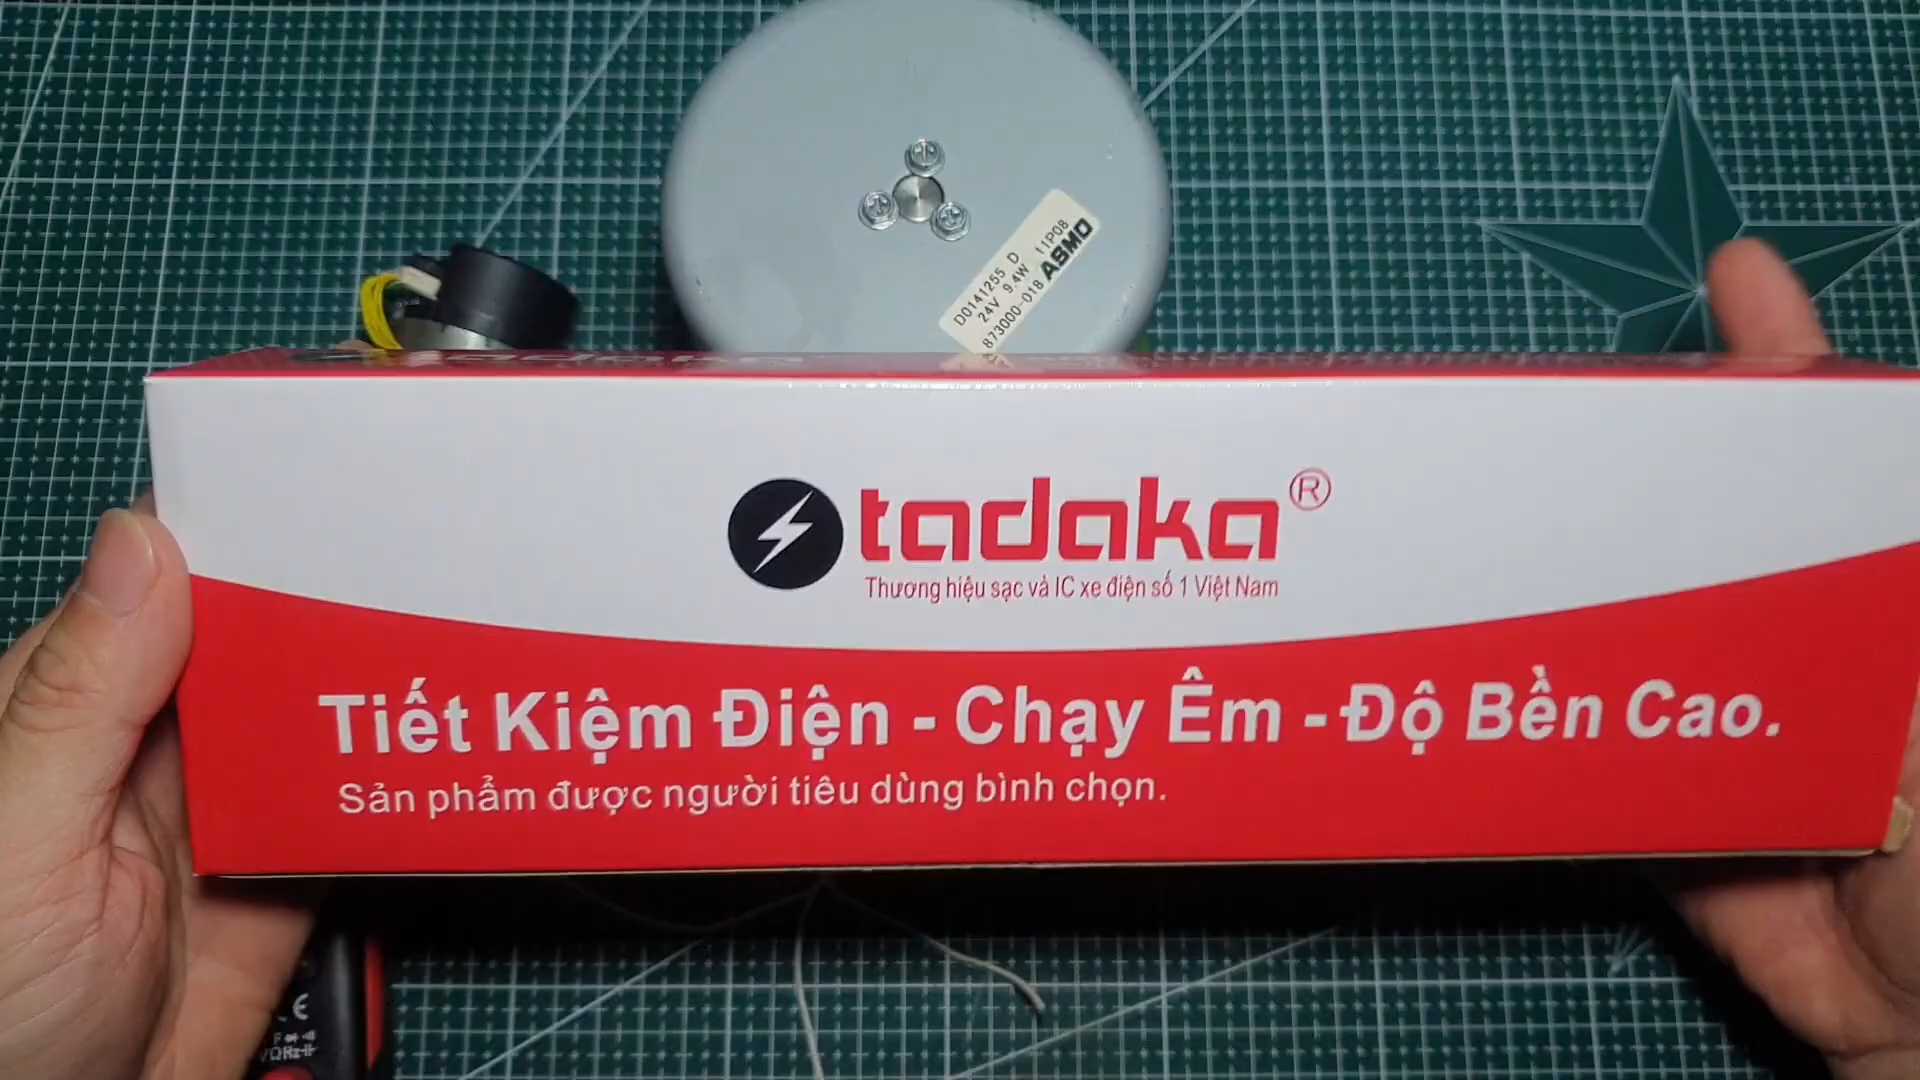 D0141255 D
24V 9.4W 11P08
873000-018 ASMO
tadaka®
Thương hiệu sạc và IC xe điện số 1 Việt Nam
Tiết Kiệm Điện - Chạy Êm - Độ Bền Cao.
Sản phẩm được người tiêu dùng bình chọn.
CE